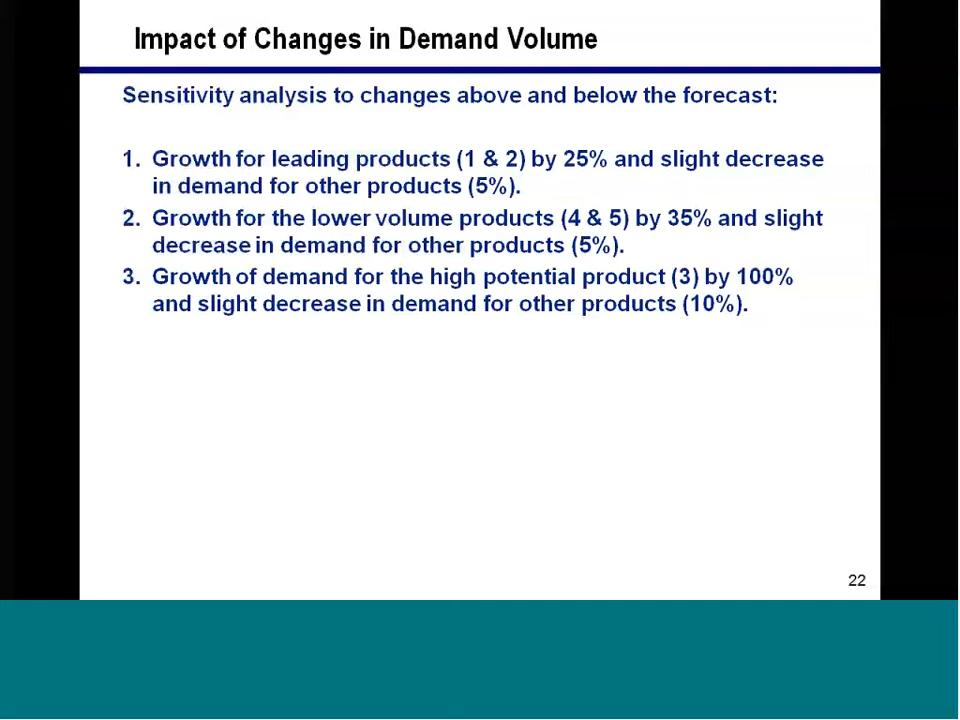 Impact of Changes in Demand Volume
Sensitivity analysis to changes above and below the forecast:
1. Growth for leading products (1 & 2) by 25% and slight decrease
in demand for other products (5%).
2. Growth for the lower volume products (4 & 5) by 35% and slight
decrease in demand for other products (5%).
3. Growth of demand for the high potential product (3) by 100%
and slight decrease in demand for other products (10%).
22